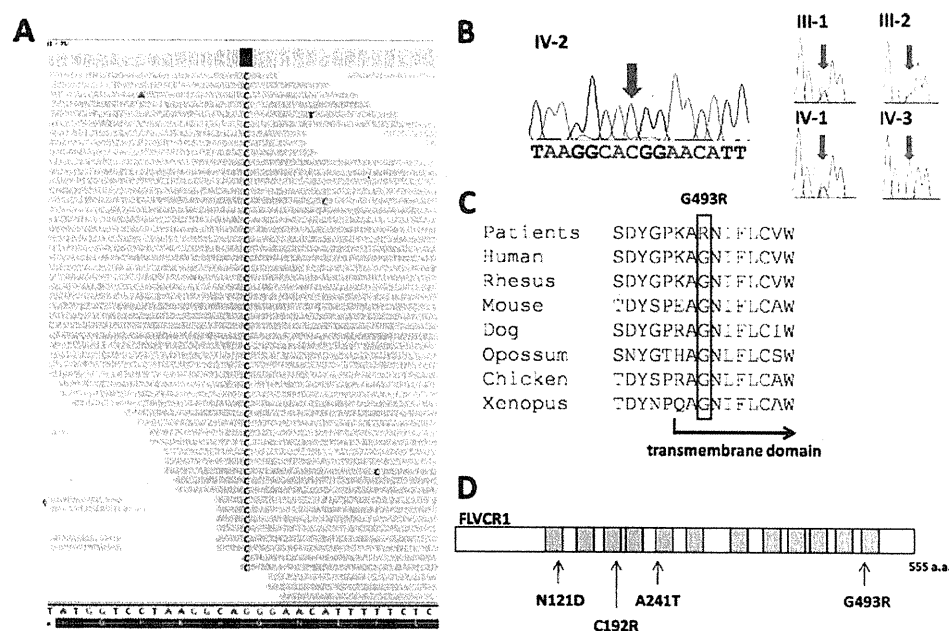 A
B
IV-2
TAAGGCACGGAACATT
III-1
III-2
IV-1
IV-3
C
G493R
Patients SDYGPKARNIFLCVW
Human SDYGPKAGNIFLCVW
Rhesus SDYGPKAGNIFLCVW
Mouse TDYSPEAGNIFLCAW
Dog SDYGPRAGNIFLCIW
Opossum SNYGTHAGNLFLCSW
Chicken TDYSPRAGNLFLCAW
Xenopus TDYNPQAGNIFLCAW
transmembrane domain
D
FLVCR1
555 a.a.
N121D
C192R
A241T
G493R
T A T G G T C C T A A G G C A G G G A A C A T T T T T C T C